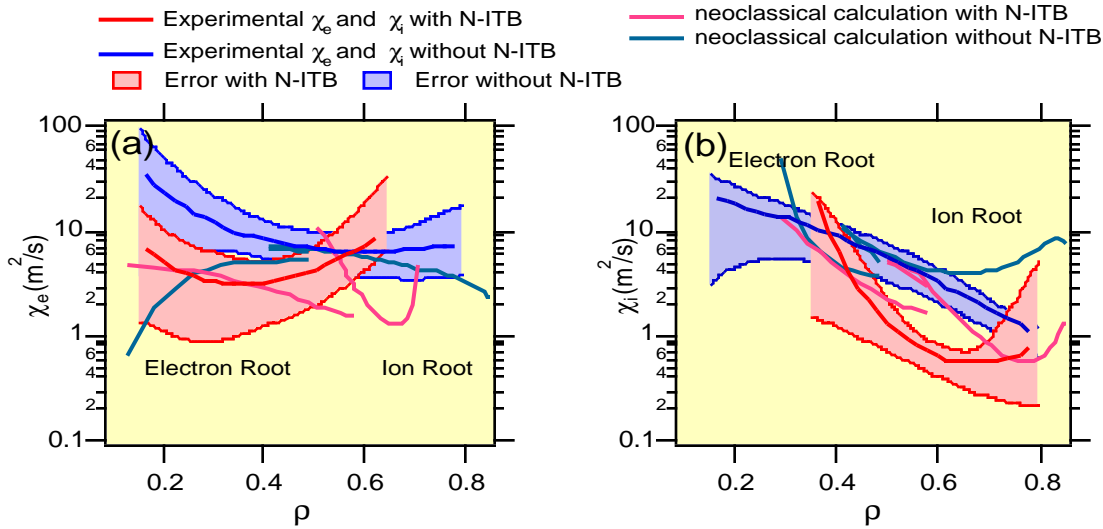 Experimental χe and χi with N-ITB
Experimental χe and χi without N-ITB
Error with N-ITB
Error without N-ITB
neoclassical calculation with N-ITB
neoclassical calculation without N-ITB
(a)
χe(m²/s)
100
6
4
2
10
6
4
2
1
6
4
2
0.1
Electron Root
Ion Root
0.2
0.4
0.6
0.8
ρ
(b)
χi(m²/s)
100
6
4
2
10
6
4
2
1
6
4
2
0.1
Electron Root
Ion Root
0.2
0.4
0.6
0.8
ρ